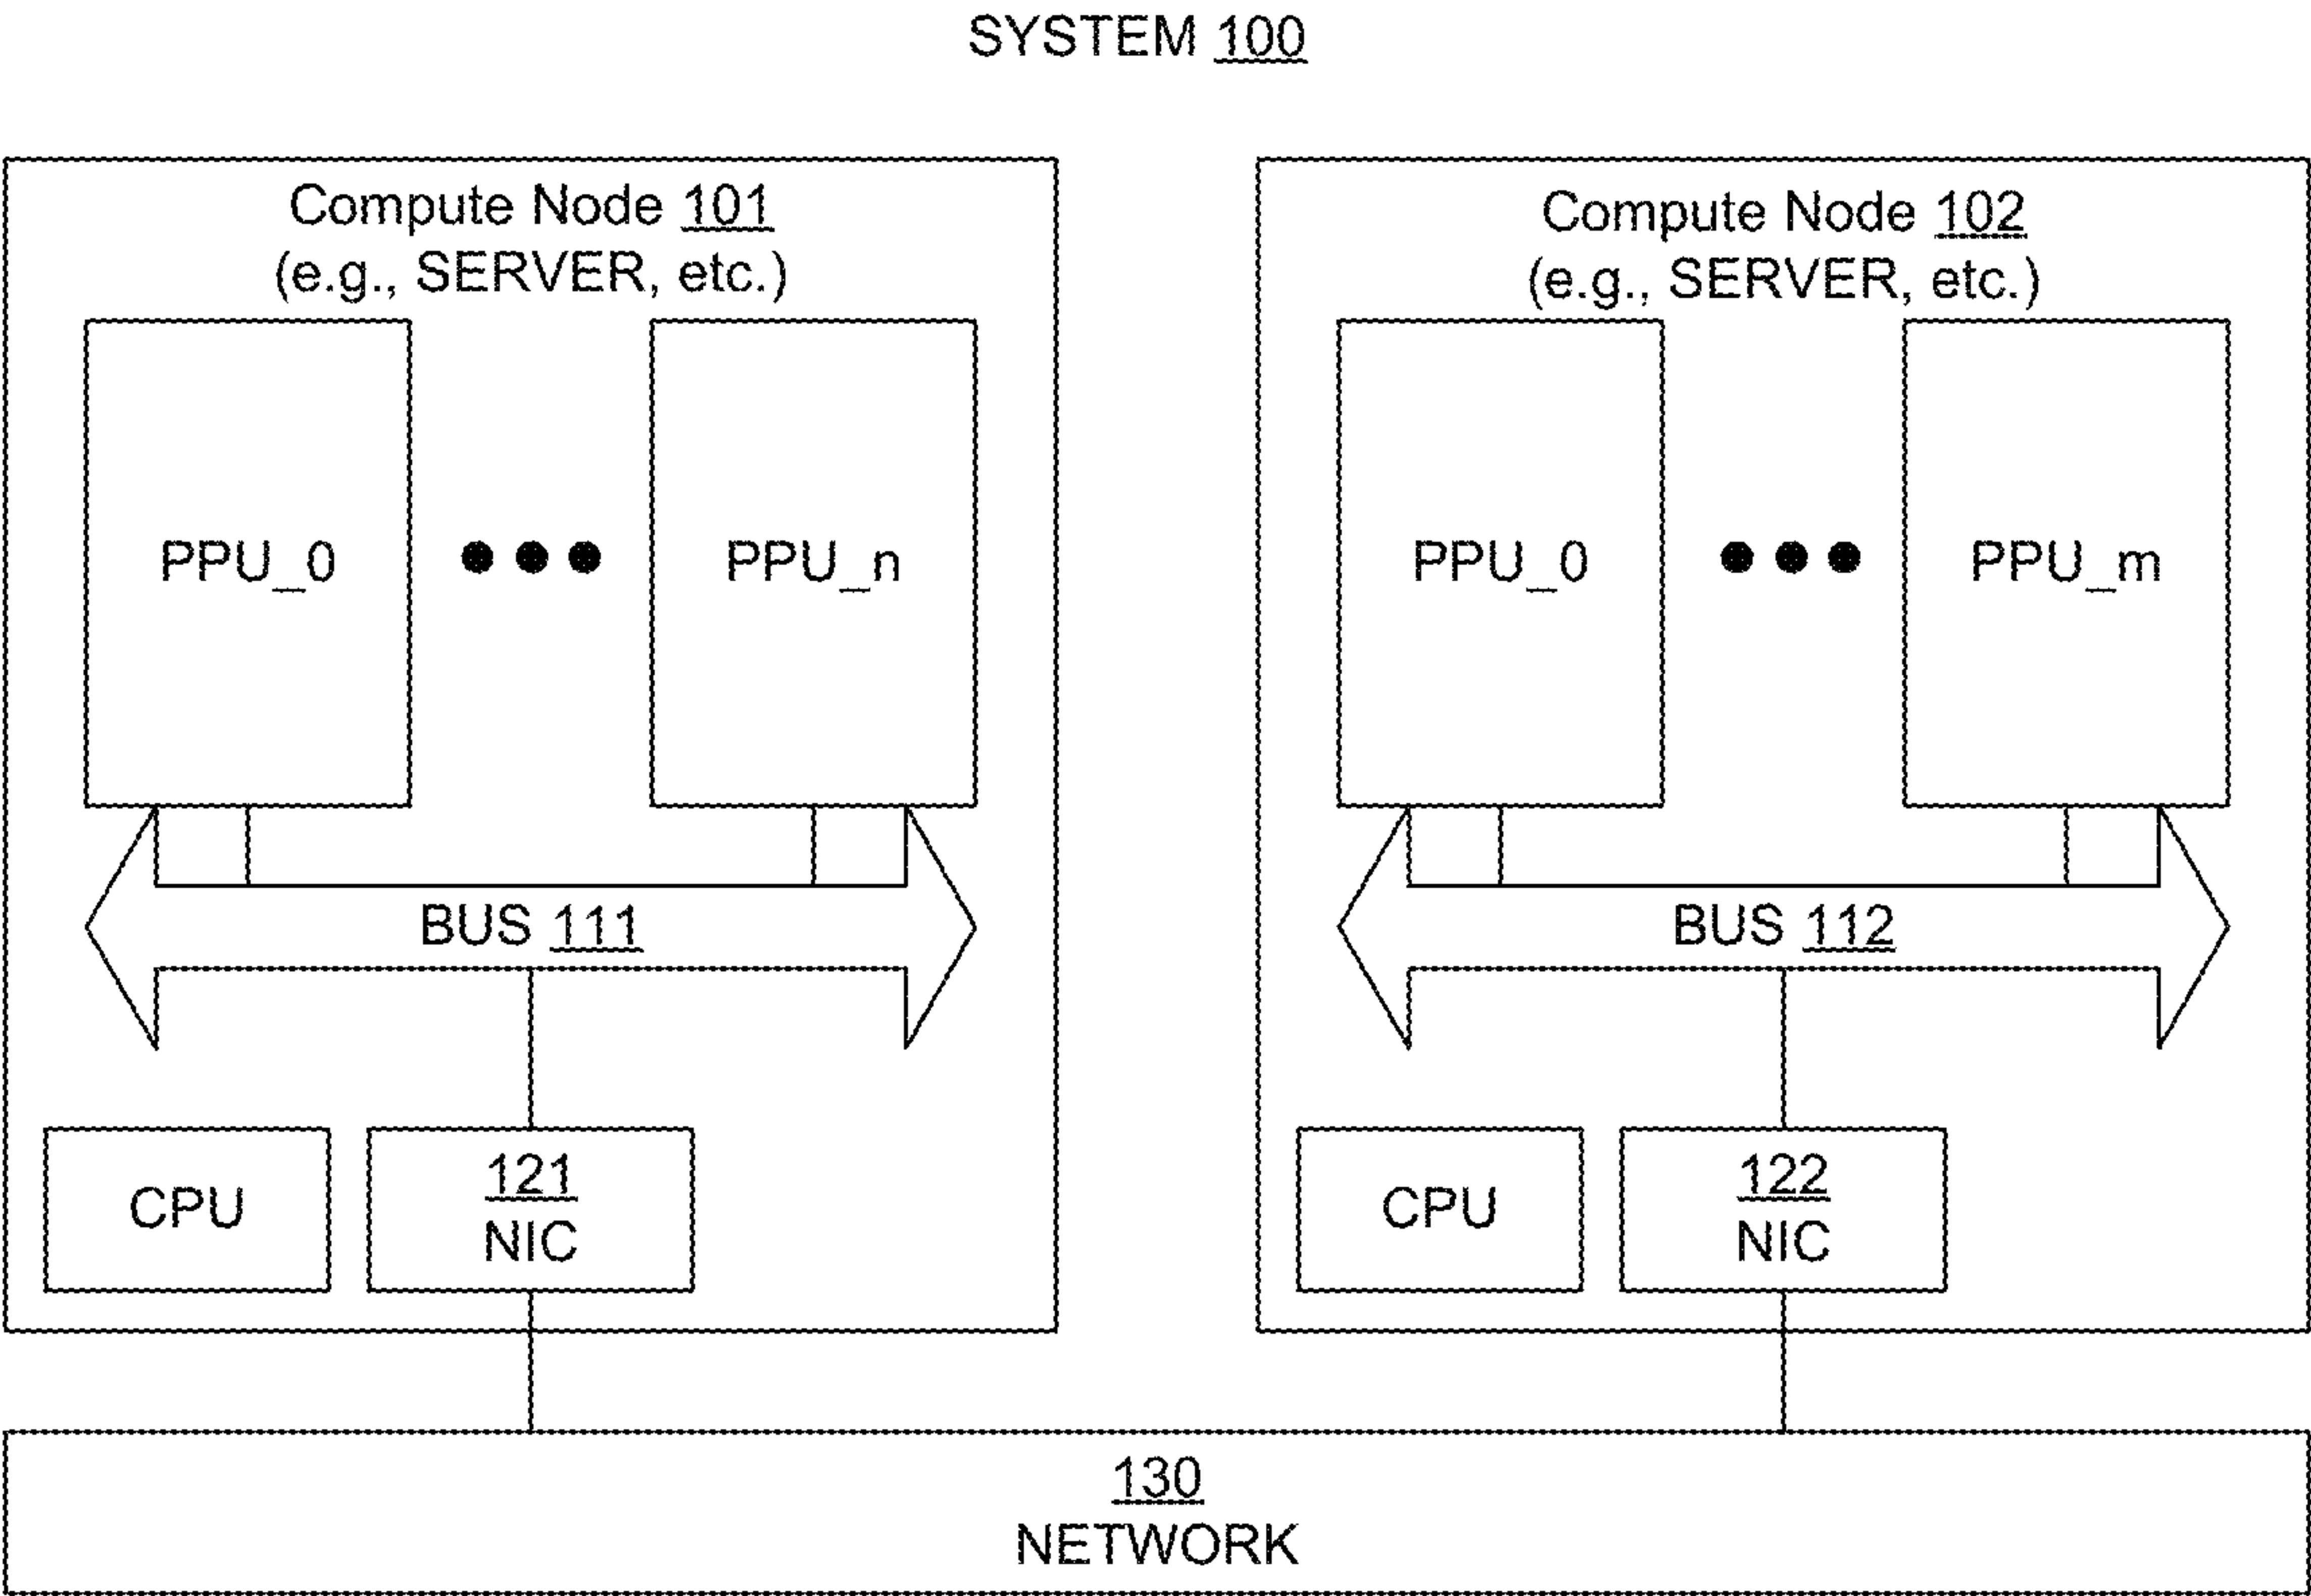 SYSTEM 100
Compute Node 101
(e.g., SERVER, etc.)
PPU_0
PPU_n
BUS 111
CPU
121
NIC
Compute Node 102
(e.g., SERVER, etc.)
PPU_0
PPU_m
BUS 112
CPU
122
NIC
130
NETWORK